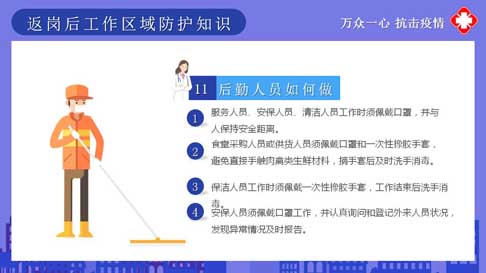 返岗后工作区域防护知识
万众一心 抗击疫情
11 后勤人员如何做
1 服务人员、安保人员、清洁人员工作时须佩戴口罩，并与
人保持安全距离。
2 食堂采购人员或供货人员须佩戴口罩和一次性橡胶手套，
避免直接手触肉禽类生鲜材料，摘手套后及时洗手消毒。
3 保洁人员工作时须佩戴一次性橡胶手套，工作结束后洗手消
毒。
4 安保人员须佩戴口罩工作，并认真询问和登记外来人员状况，
发现异常情况及时报告。